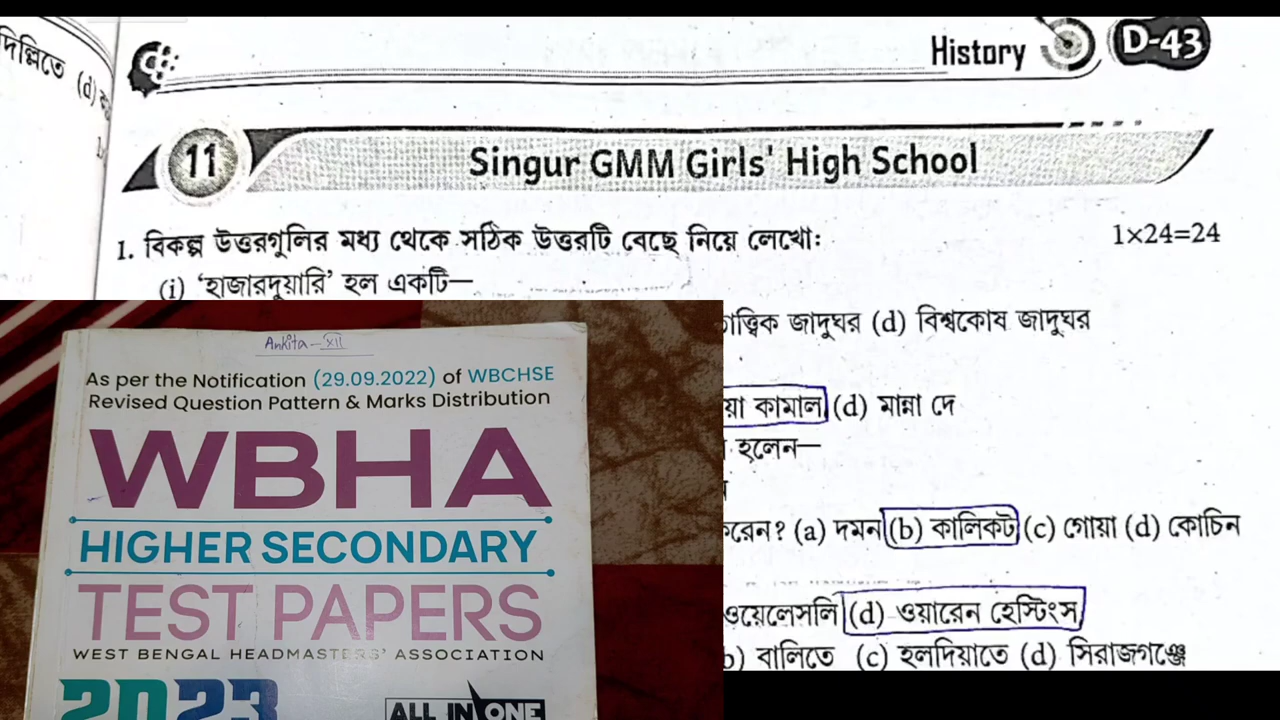 দিল্লিতে (d)
History D-43
11 Singur GMM Girls' High School
1. বিকল্প উত্তরগুলির মধ্য থেকে সঠিক উত্তরটি বেছে নিয়ে লেখো: 1×24=24
(i) ‘হাজারদুয়ারি’ হল একটি—
জাদুঘর (d) বিশ্বকোষ জাদুঘর
কামাল (d) মান্না দে
হলেন—
করেন? (a) দমন (b) কালিকট (c) গোয়া (d) কোচিন
ওয়েলেসলি (d) ওয়ারেন হেস্টিংস
b) বালিতে (c) হলদিয়াতে (d) সিরাজগঞ্জে
Ankita - XII
As per the Notification (29.09.2022) of WBCHSE
Revised Question Pattern & Marks Distribution
WBHA
HIGHER SECONDARY
TEST PAPERS
WEST BENGAL HEADMASTERS' ASSOCIATION
2023
ALL IN ONE